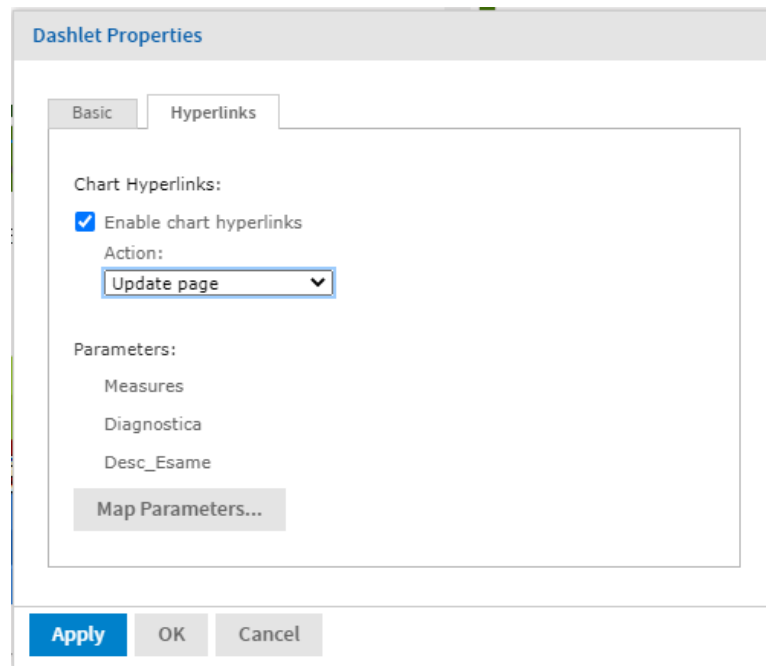 Dashlet Properties
Basic
Hyperlinks
Chart Hyperlinks:
Enable chart hyperlinks
Action:
Update page
Parameters:
Measures
Diagnostica
Desc_Esame
Map Parameters...
Apply
OK
Cancel